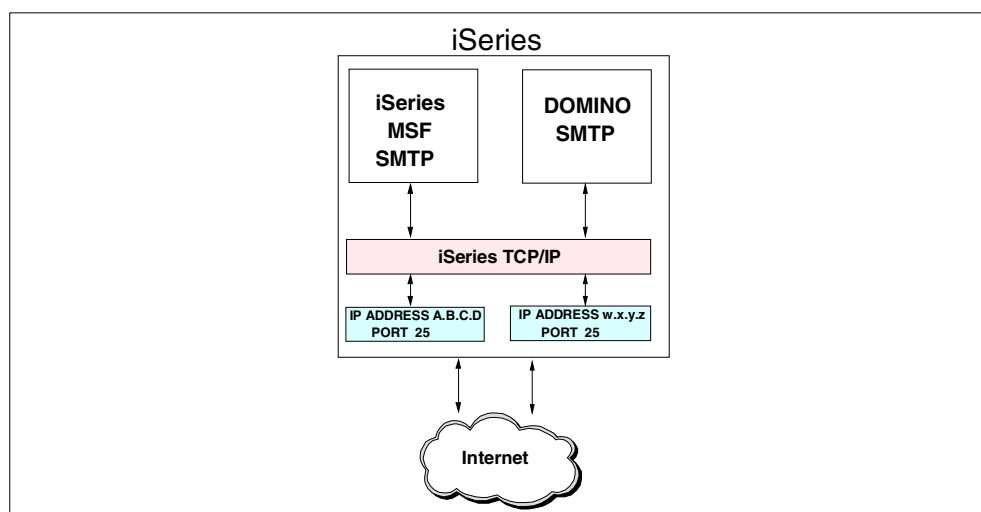 iSeries
iSeries
MSF
SMTP
DOMINO
SMTP
iSeries TCP/IP
IP ADDRESS A.B.C.D
PORT 25
IP ADDRESS w.x.y.z
PORT 25
Internet